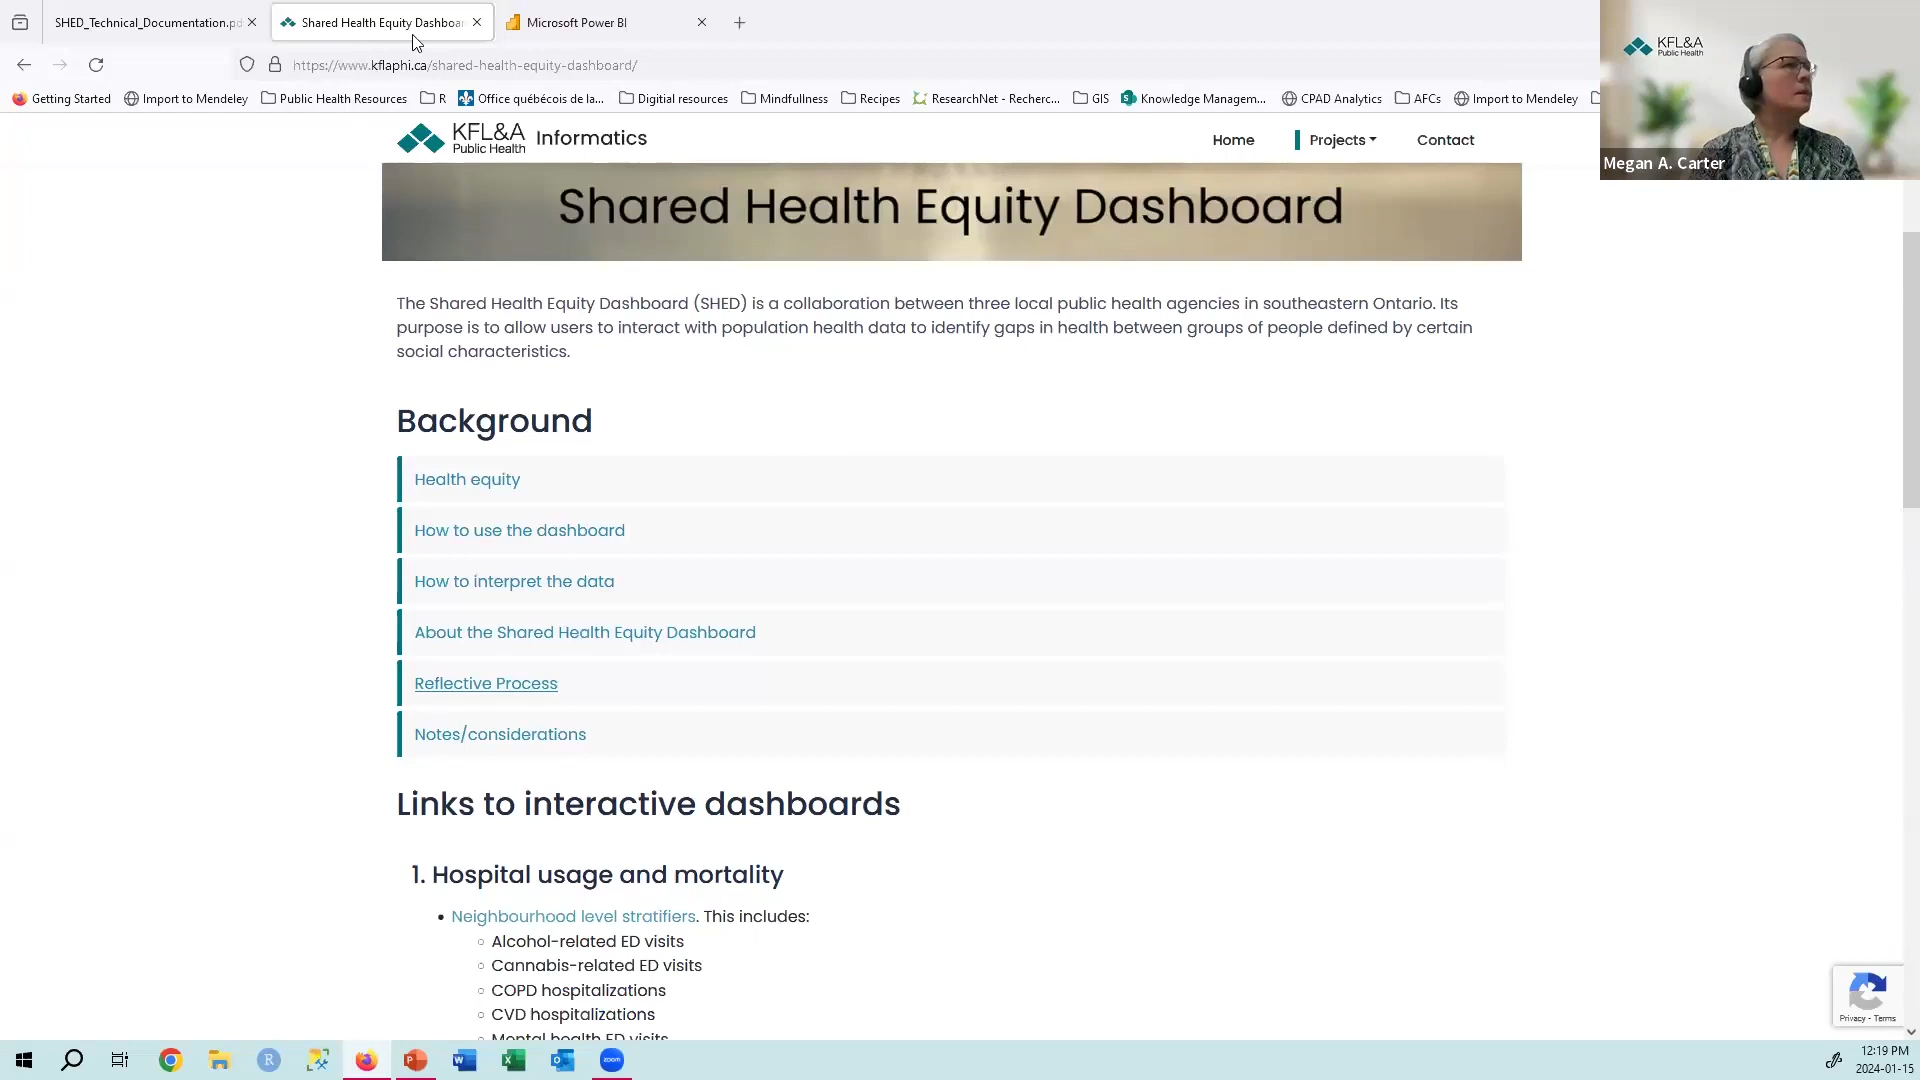 SHED_Technical_Documentation.pd
Shared Health Equity Dashboar
Microsoft Power BI
https://www.kflaphi.ca/shared-health-equity-dashboard/
Getting Started
Import to Mendeley
Public Health Resources
R
Office québécois de la...
Digitial resources
Mindfullness
Recipes
ResearchNet - Recherc...
GIS
Knowledge Managem...
CPAD Analytics
AFCs
Import to Mendeley
KFL&A
Public Health
Megan A. Carter
KFL&A
Public Health
Informatics
Home
Projects
Contact
Shared Health Equity Dashboard
The Shared Health Equity Dashboard (SHED) is a collaboration between three local public health agencies in southeastern Ontario. Its
purpose is to allow users to interact with population health data to identify gaps in health between groups of people defined by certain
social characteristics.
Background
Health equity
How to use the dashboard
How to interpret the data
About the Shared Health Equity Dashboard
Reflective Process
Notes/considerations
Links to interactive dashboards
1. Hospital usage and mortality
• Neighbourhood level stratifiers. This includes:
○ Alcohol-related ED visits
○ Cannabis-related ED visits
○ COPD hospitalizations
○ CVD hospitalizations
○ Mental health ED visits
Privacy - Terms
R
W
zoom
12:19 PM
2024-01-15